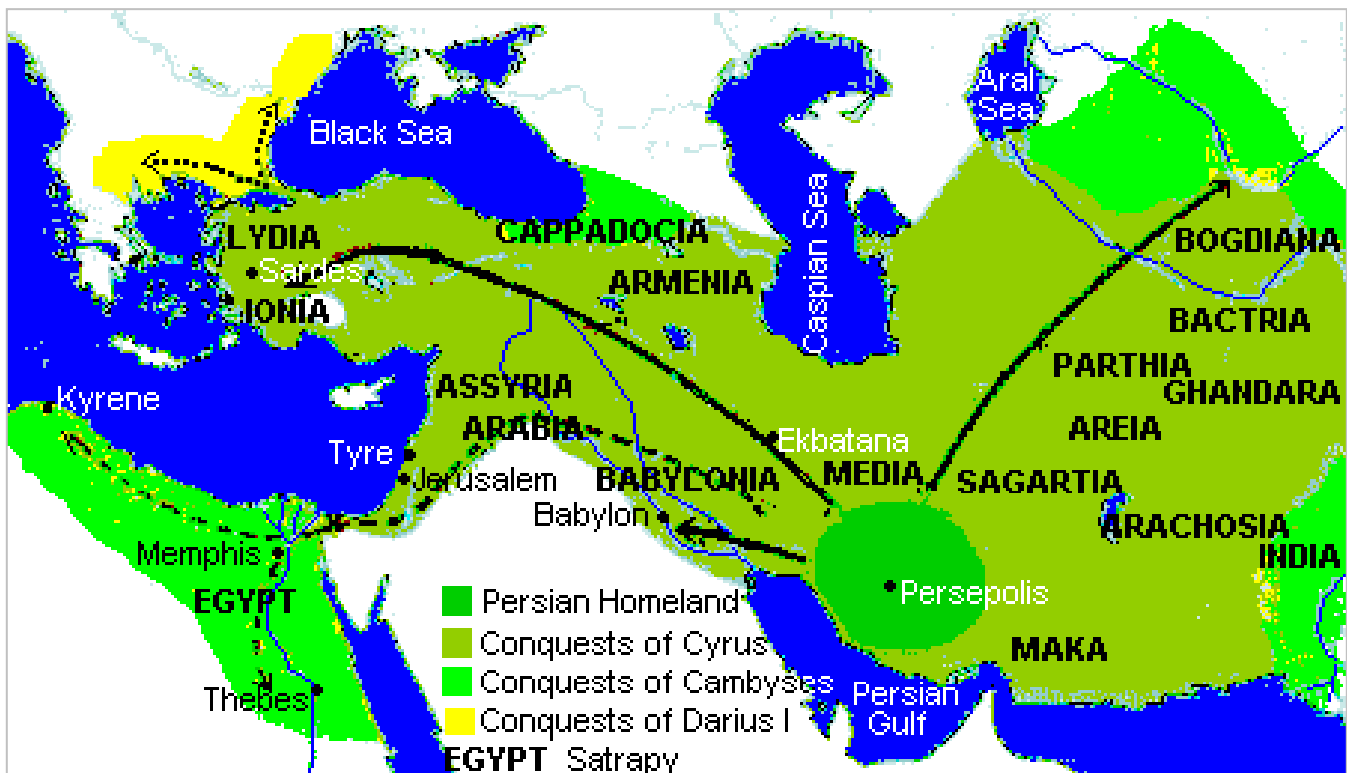 Aral
Sea
Black Sea
Caspian Sea
LYDIA
CAPPADOCIA
BOGDIANA
Sardes
ARMENIA
IONIA
BACTRIA
PARTHIA
ASSYRIA
GHANDARA
Kyrene
ARABIA
AREIA
Ekbatana
Tyre
Jerusalem
BABYLONIA
MEDIA
SAGARTIA
Babylon
ARACHOSIA
Memphis
INDIA
EGYPT
Persepolis
MAKA
Thebes
Persian
Gulf
Persian Homeland
Conquests of Cyrus
Conquests of Cambyses
Conquests of Darius I
EGYPT Satrapy